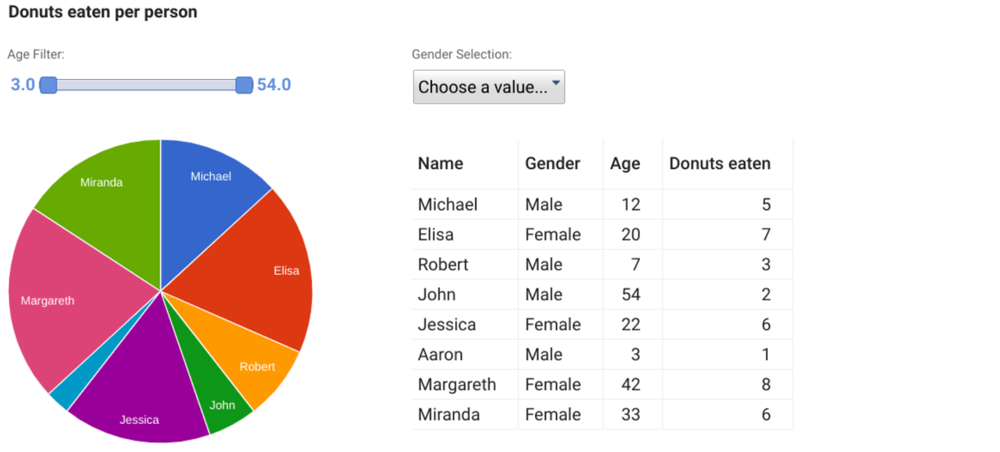 Donuts eaten per person
Age Filter:
3.0 54.0
Gender Selection:
Choose a value...
Miranda
Michael
Elisa
Margareth
Robert
John
Jessica
Name Gender Age Donuts eaten
Michael Male 12 5
Elisa Female 20 7
Robert Male 7 3
John Male 54 2
Jessica Female 22 6
Aaron Male 3 1
Margareth Female 42 8
Miranda Female 33 6